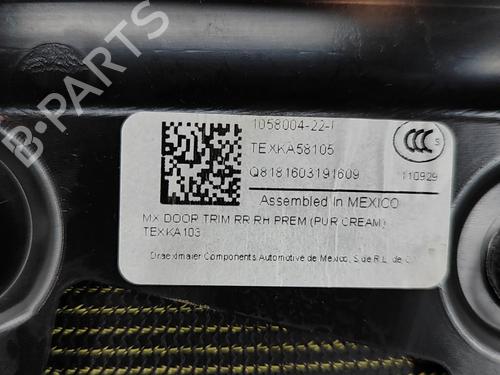 1058004-22-F
TEXKA58105
Q8181603191609
CCC S
110929
Assembled In MEXICO
MX DOOR TRIM RR RH PREM (PUR CREAM)
TEXKA103
Draexlmaier Components Automotive de Mexico, S de R.L. de C.
B-PARTS